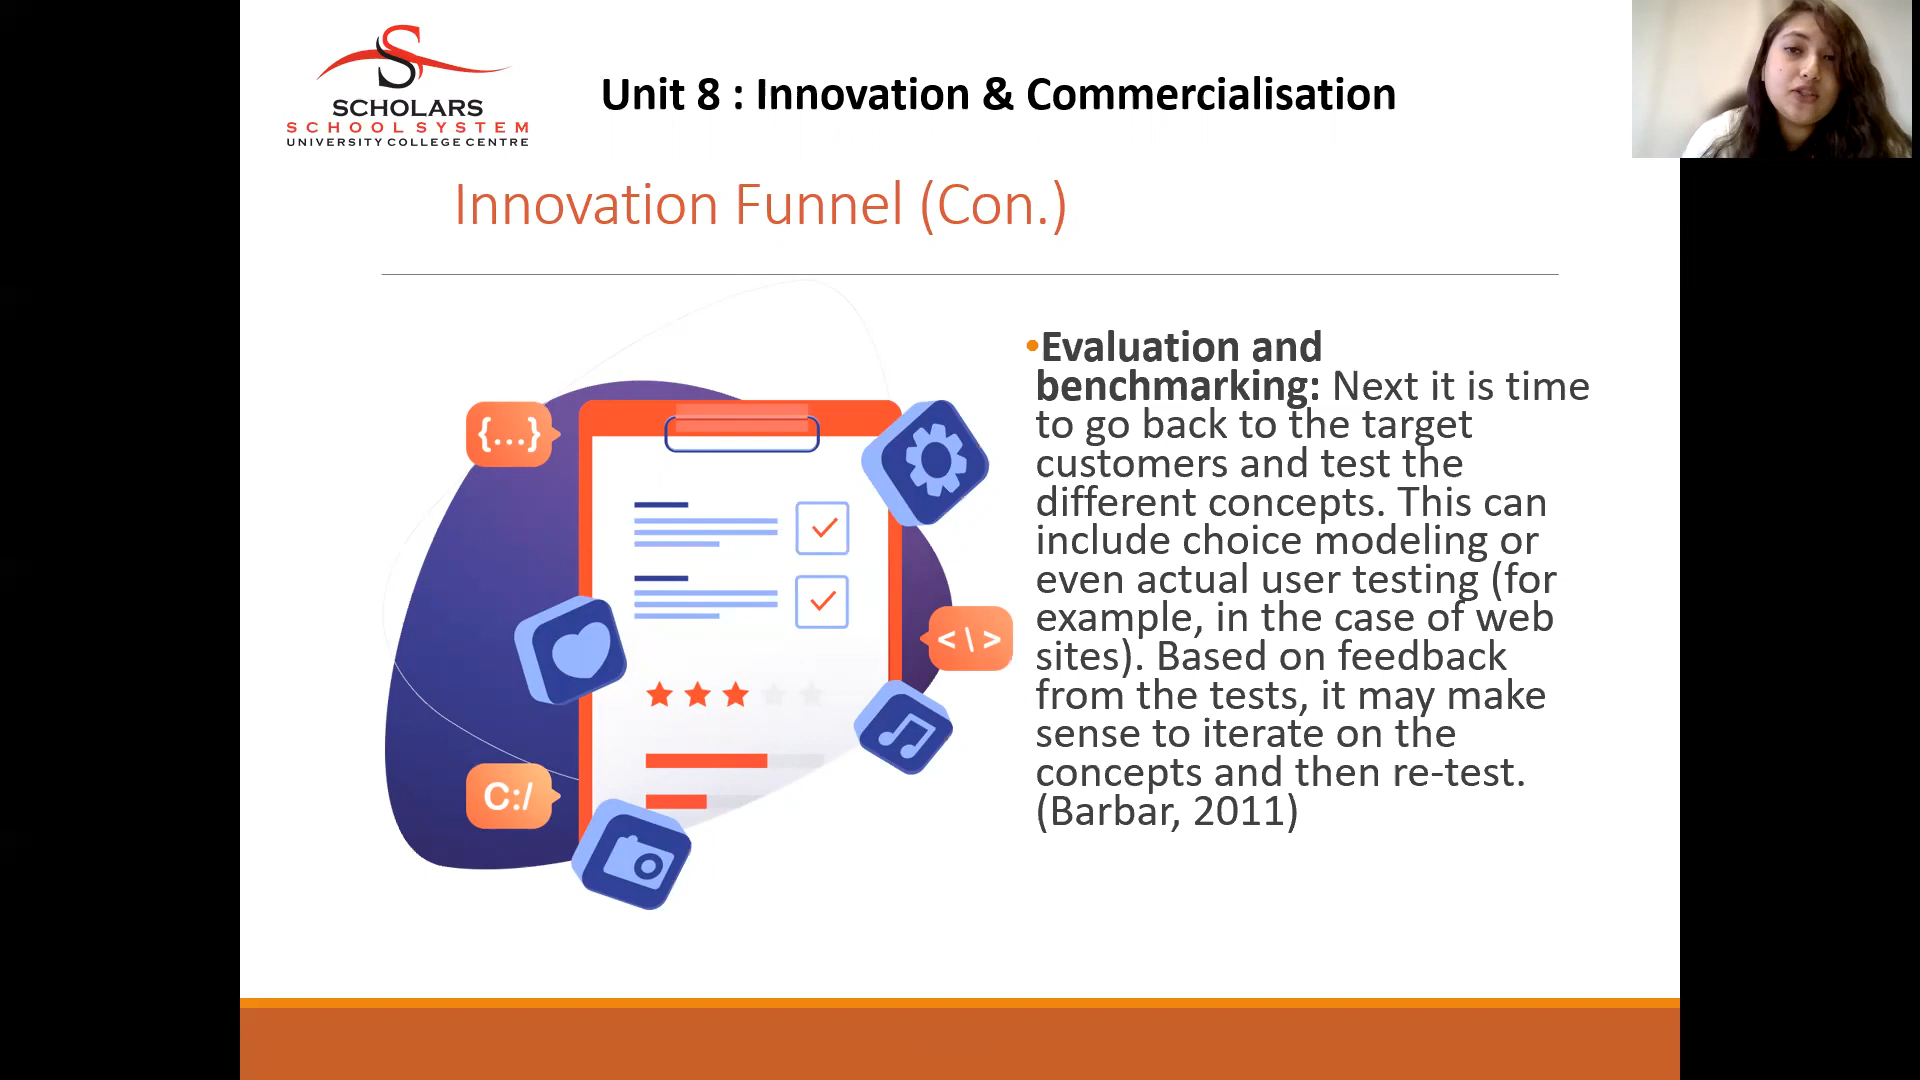 SCHOLARS
SCHOOL SYSTEM
UNIVERSITY COLLEGE CENTRE
Unit 8 : Innovation & Commercialisation
Innovation Funnel (Con.)
•Evaluation and
benchmarking: Next it is time
to go back to the target
customers and test the
different concepts. This can
include choice modeling or
even actual user testing (for
example, in the case of web
sites). Based on feedback
from the tests, it may make
sense to iterate on the
concepts and then re-test.
(Barbar, 2011)
{...}
<\>
C:/